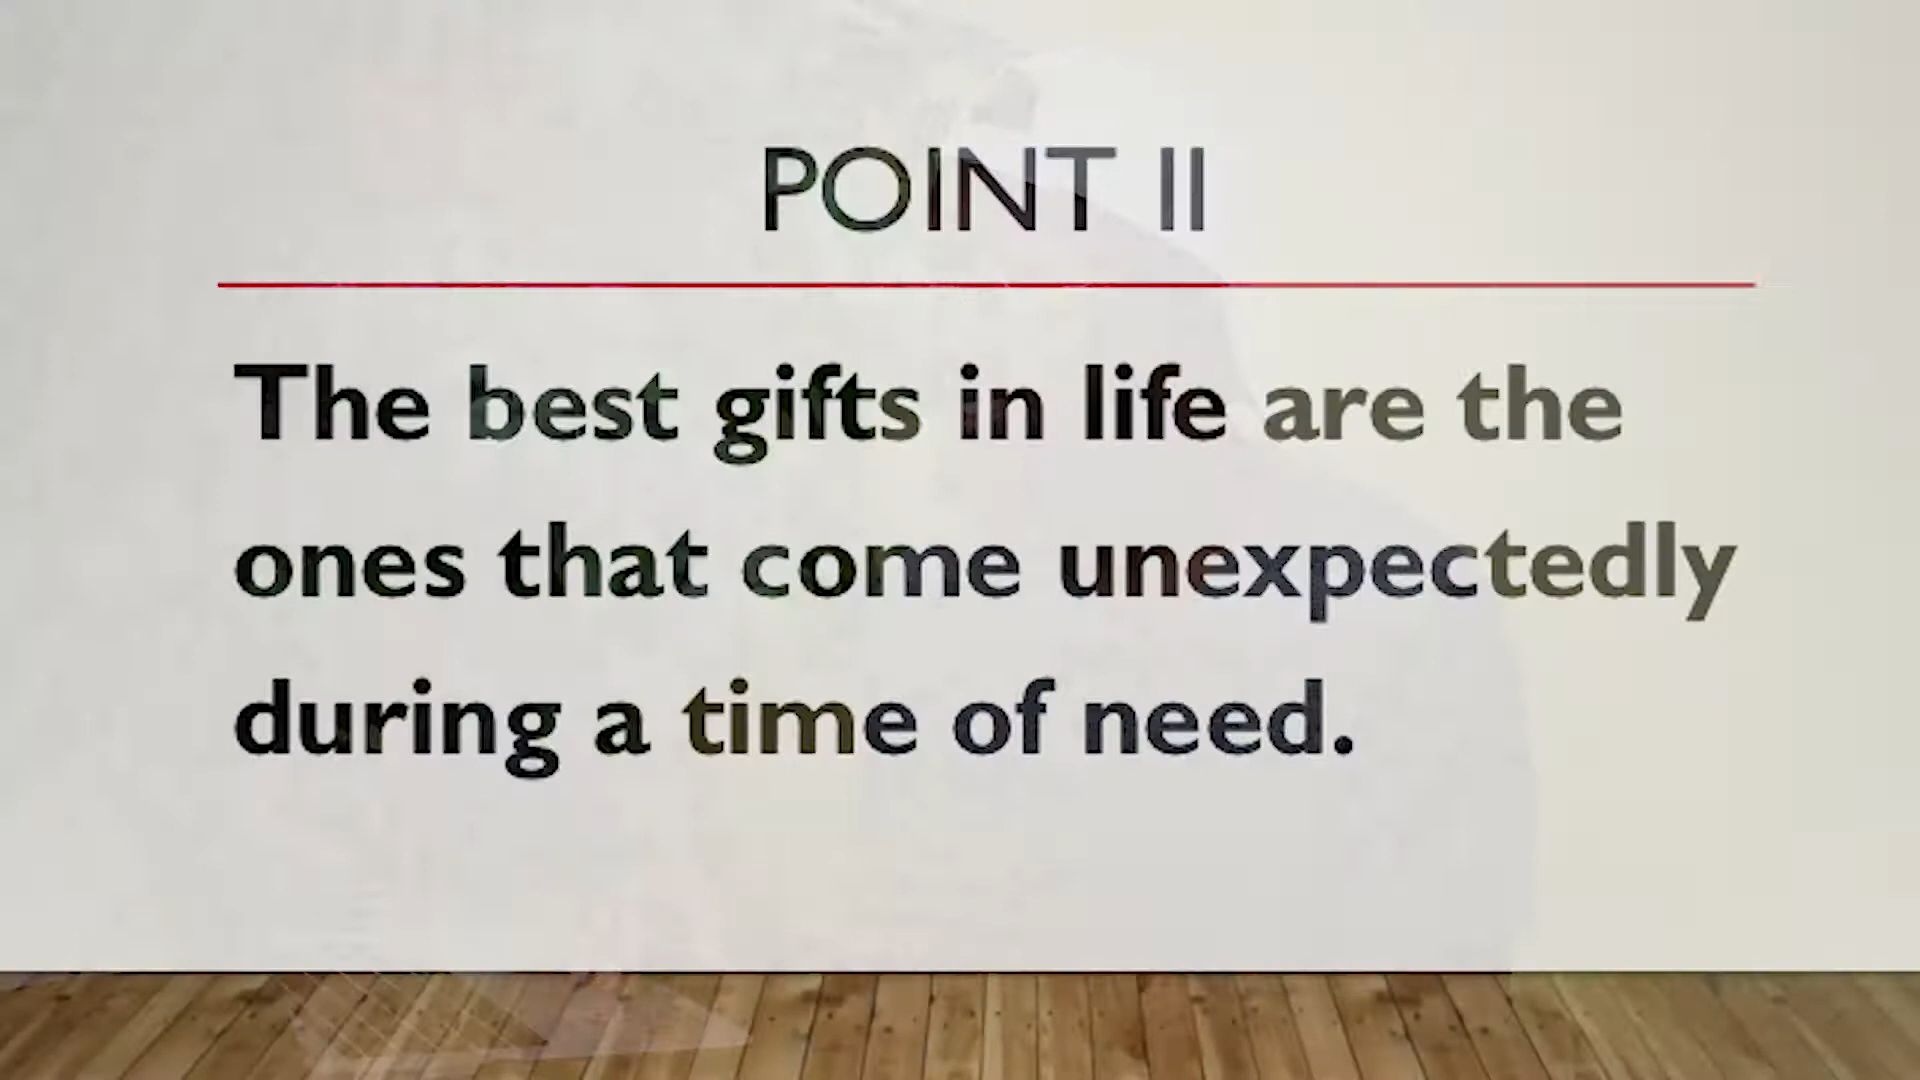 POINT II
The best gifts in life are the
ones that come unexpectedly
during a time of need.